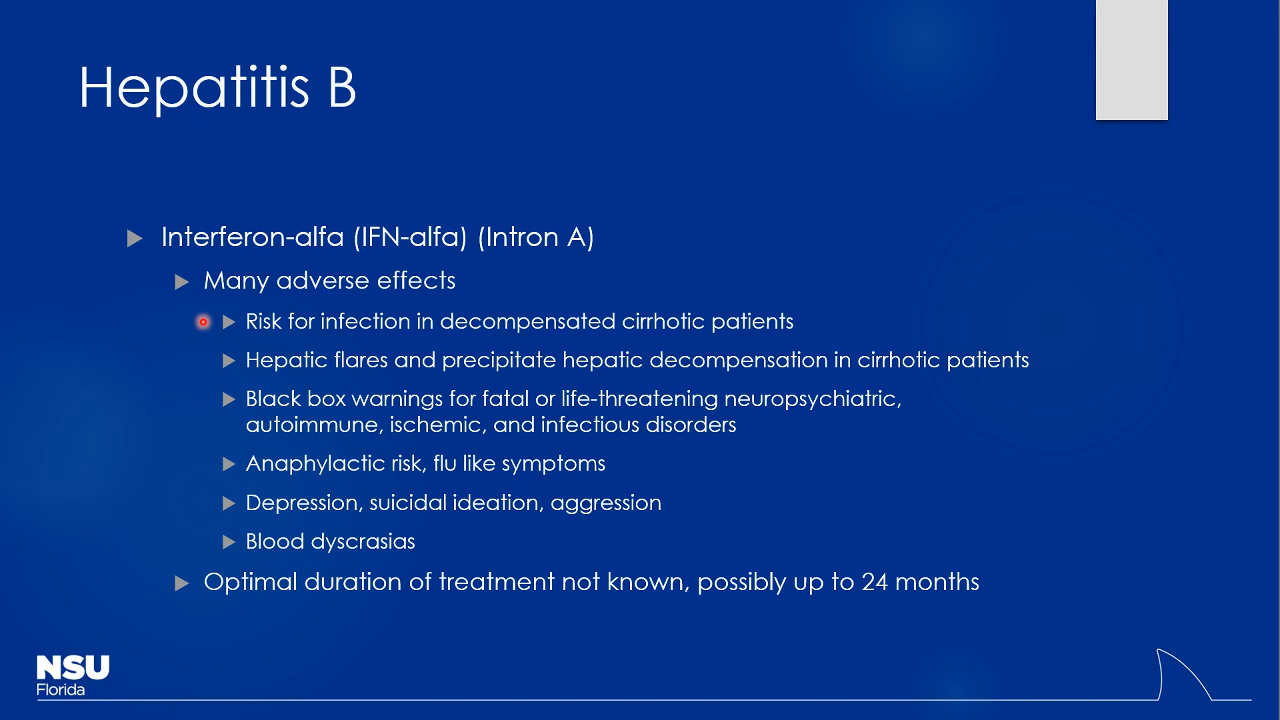 Hepatitis B
Interferon-alfa (IFN-alfa) (Intron A)
Many adverse effects
Risk for infection in decompensated cirrhotic patients
Hepatic flares and precipitate hepatic decompensation in cirrhotic patients
Black box warnings for fatal or life-threatening neuropsychiatric,
autoimmune, ischemic, and infectious disorders
Anaphylactic risk, flu like symptoms
Depression, suicidal ideation, aggression
Blood dyscrasias
Optimal duration of treatment not known, possibly up to 24 months
NSU
Florida